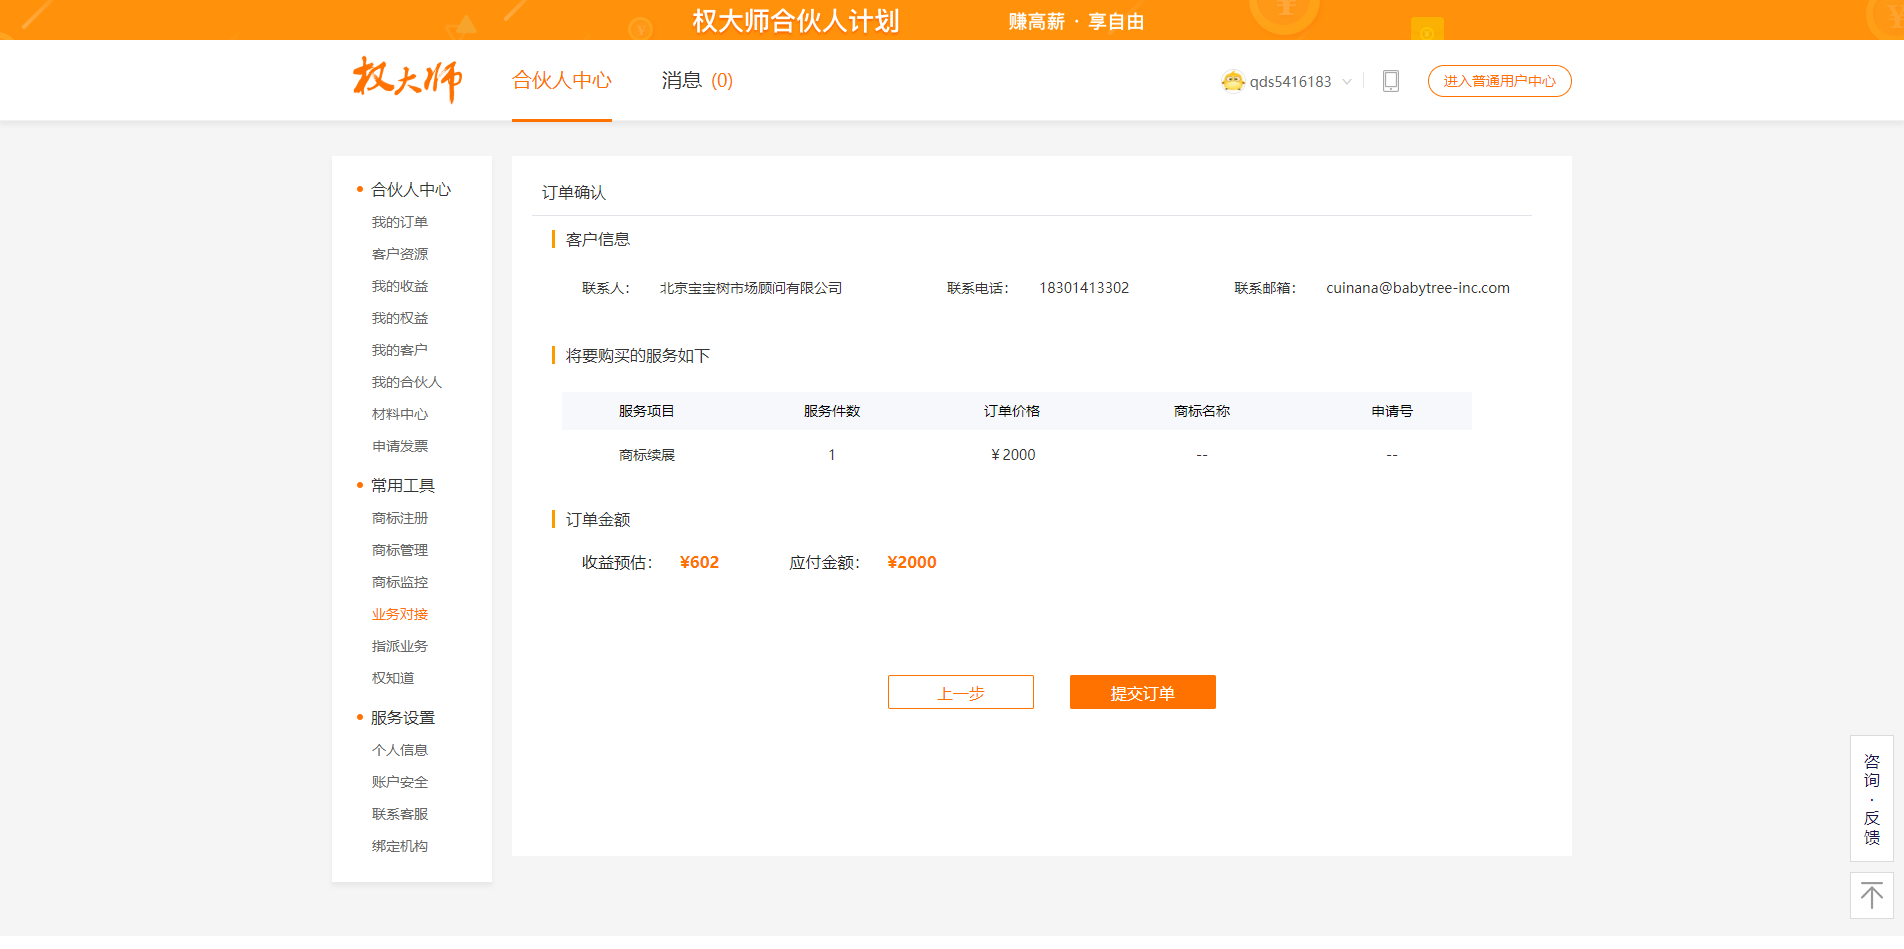 权大师合伙人计划 赚高薪 · 享自由
权大师 合伙人中心 消息 (0) qds5416183 进入普通用户中心
合伙人中心
我的订单
客户资源
我的收益
我的权益
我的客户
我的合伙人
材料中心
申请发票
常用工具
商标注册
商标管理
商标监控
业务对接
指派业务
权知道
服务设置
个人信息
账户安全
联系客服
绑定机构
订单确认
客户信息
联系人： 北京宝宝树市场顾问有限公司 联系电话： 18301413302 联系邮箱： cuinana@babytree-inc.com
将要购买的服务如下
服务项目 服务件数 订单价格 商标名称 申请号
商标续展 1 ¥2000 -- --
订单金额
收益预估： ¥602 应付金额： ¥2000
上一步 提交订单
咨
询
·
反
馈